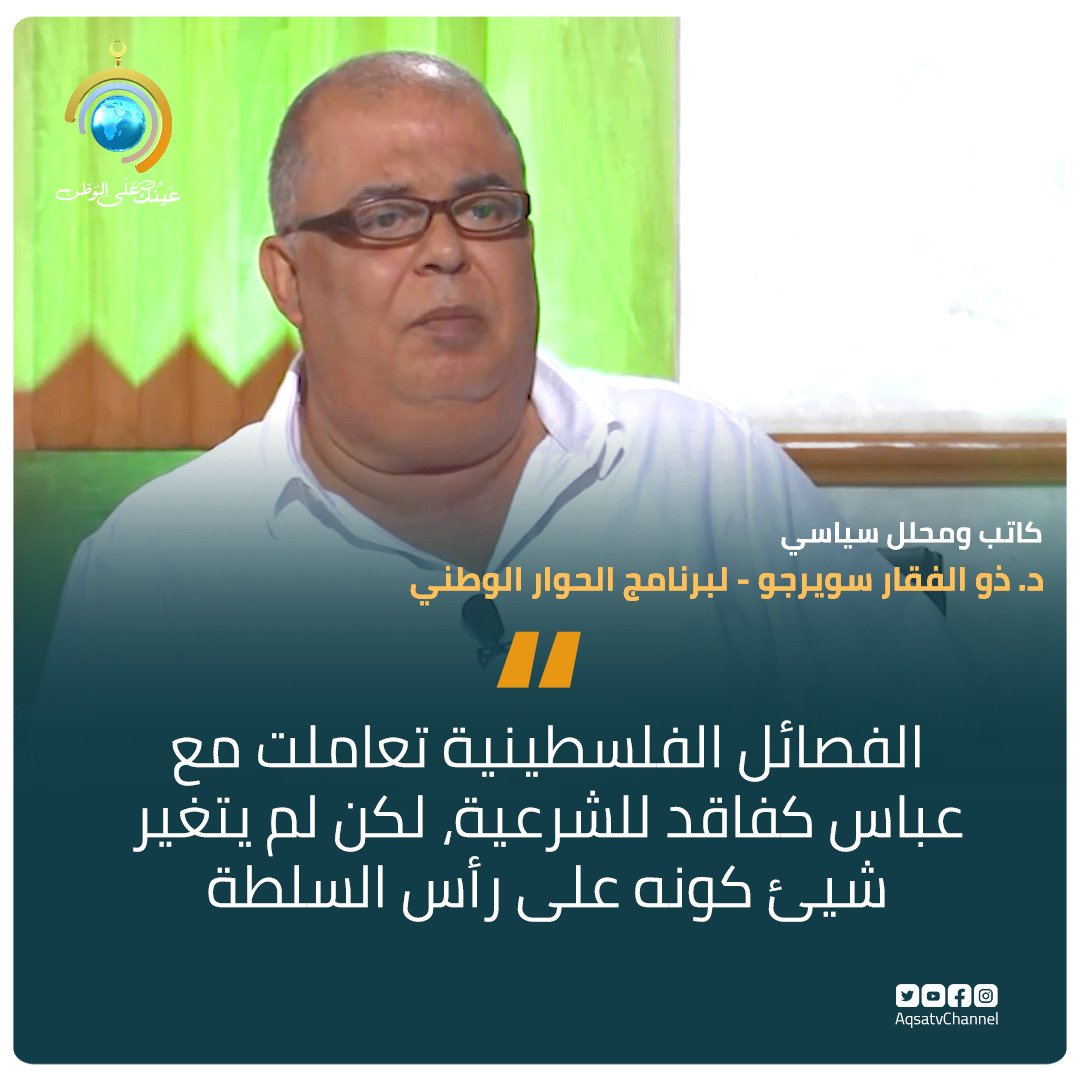 عينك على الوطن
كاتب ومحلل سياسي
د. ذو الفقار سويرجو - لبرنامج الحوار الوطني
الفصائل الفلسطينية تعاملت مع
عباس كفاقد للشرعية, لكن لم يتغير
شيئ كونه على رأس السلطة
AqsatvChannel